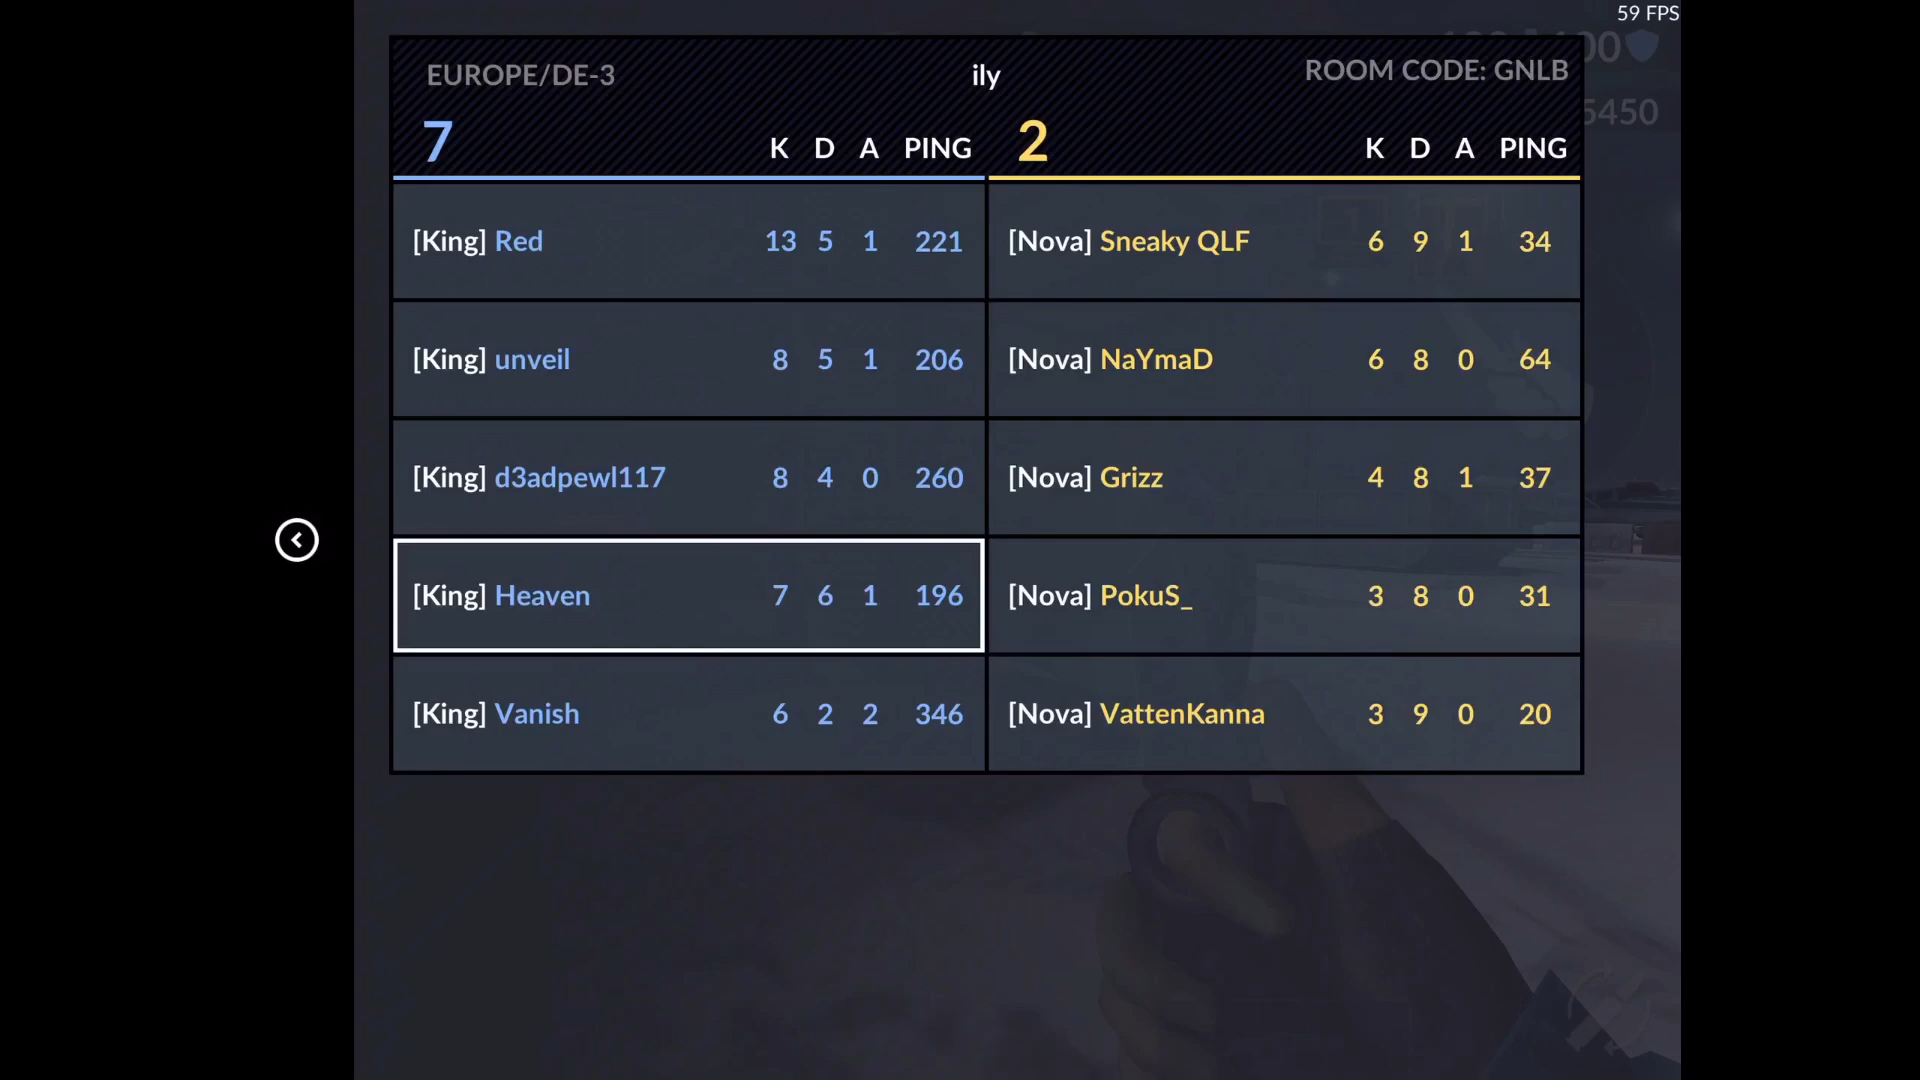 59 FPS
EUROPE/DE-3 ily ROOM CODE: GNLB
5450
7 K D A PING 2 K D A PING
[King] Red 13 5 1 221 [Nova] Sneaky QLF 6 9 1 34
[King] unveil 8 5 1 206 [Nova] NaYmaD 6 8 0 64
[King] d3adpewl117 8 4 0 260 [Nova] Grizz 4 8 1 37
[King] Heaven 7 6 1 196 [Nova] PokuS_ 3 8 0 31
[King] Vanish 6 2 2 346 [Nova] VattenKanna 3 9 0 20